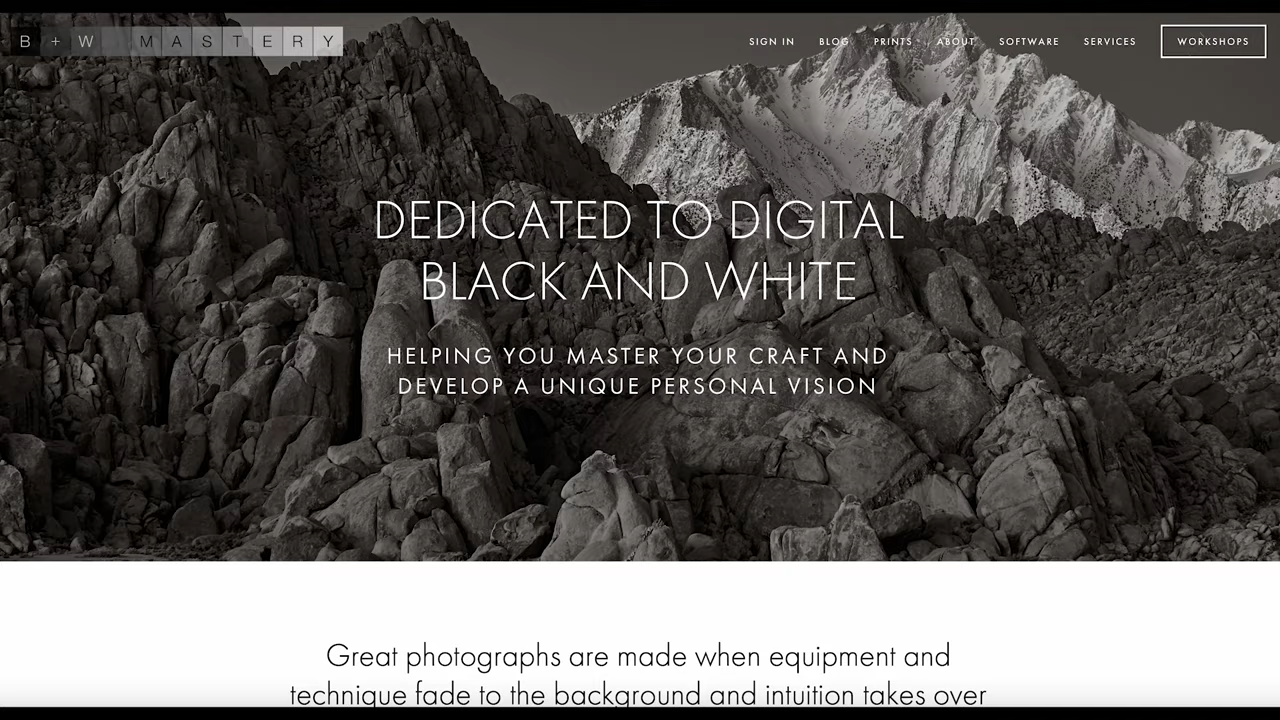 B+W MASTERY
SIGN IN BLOG PRINTS ABOUT SOFTWARE SERVICES WORKSHOPS
DEDICATED TO DIGITAL
BLACK AND WHITE
HELPING YOU MASTER YOUR CRAFT AND
DEVELOP A UNIQUE PERSONAL VISION
Great photographs are made when equipment and
technique fade to the background and intuition takes over